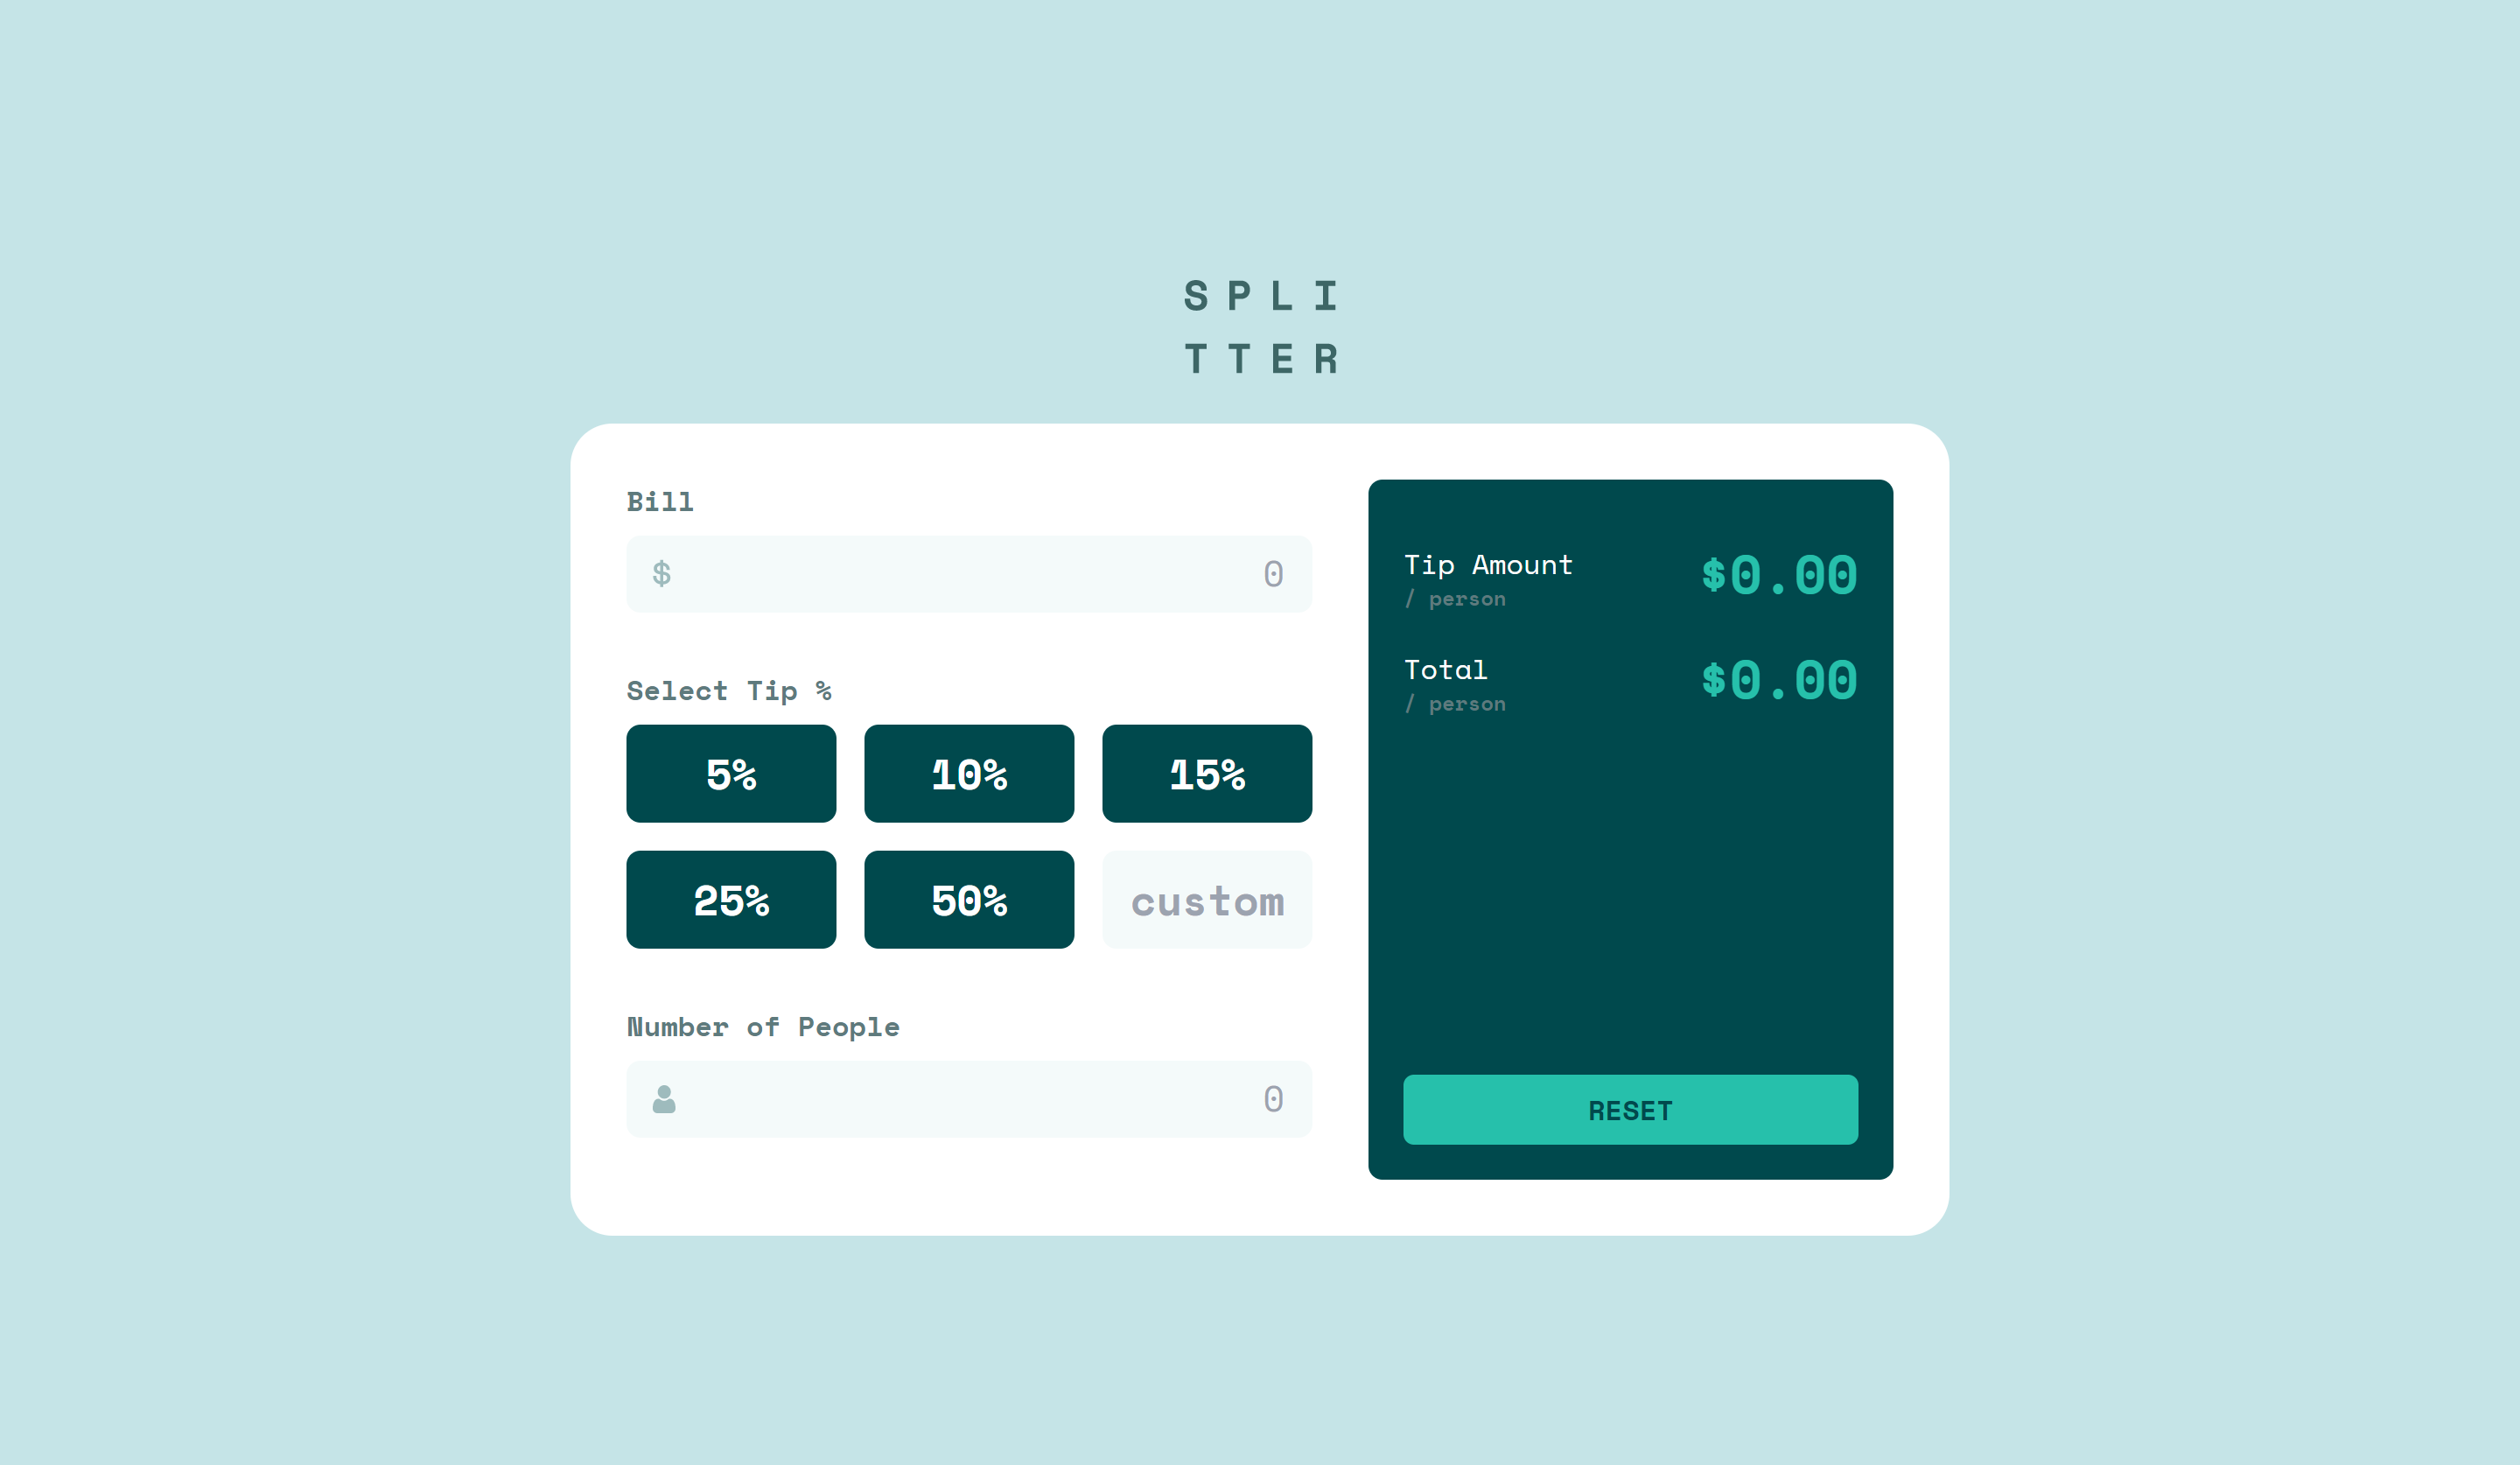 SPLI
TTER
Bill
$ 0
Select Tip %
5% 10% 15%
25% 50% custom
Number of People
0
Tip Amount
/ person
$0.00
Total
/ person
$0.00
RESET